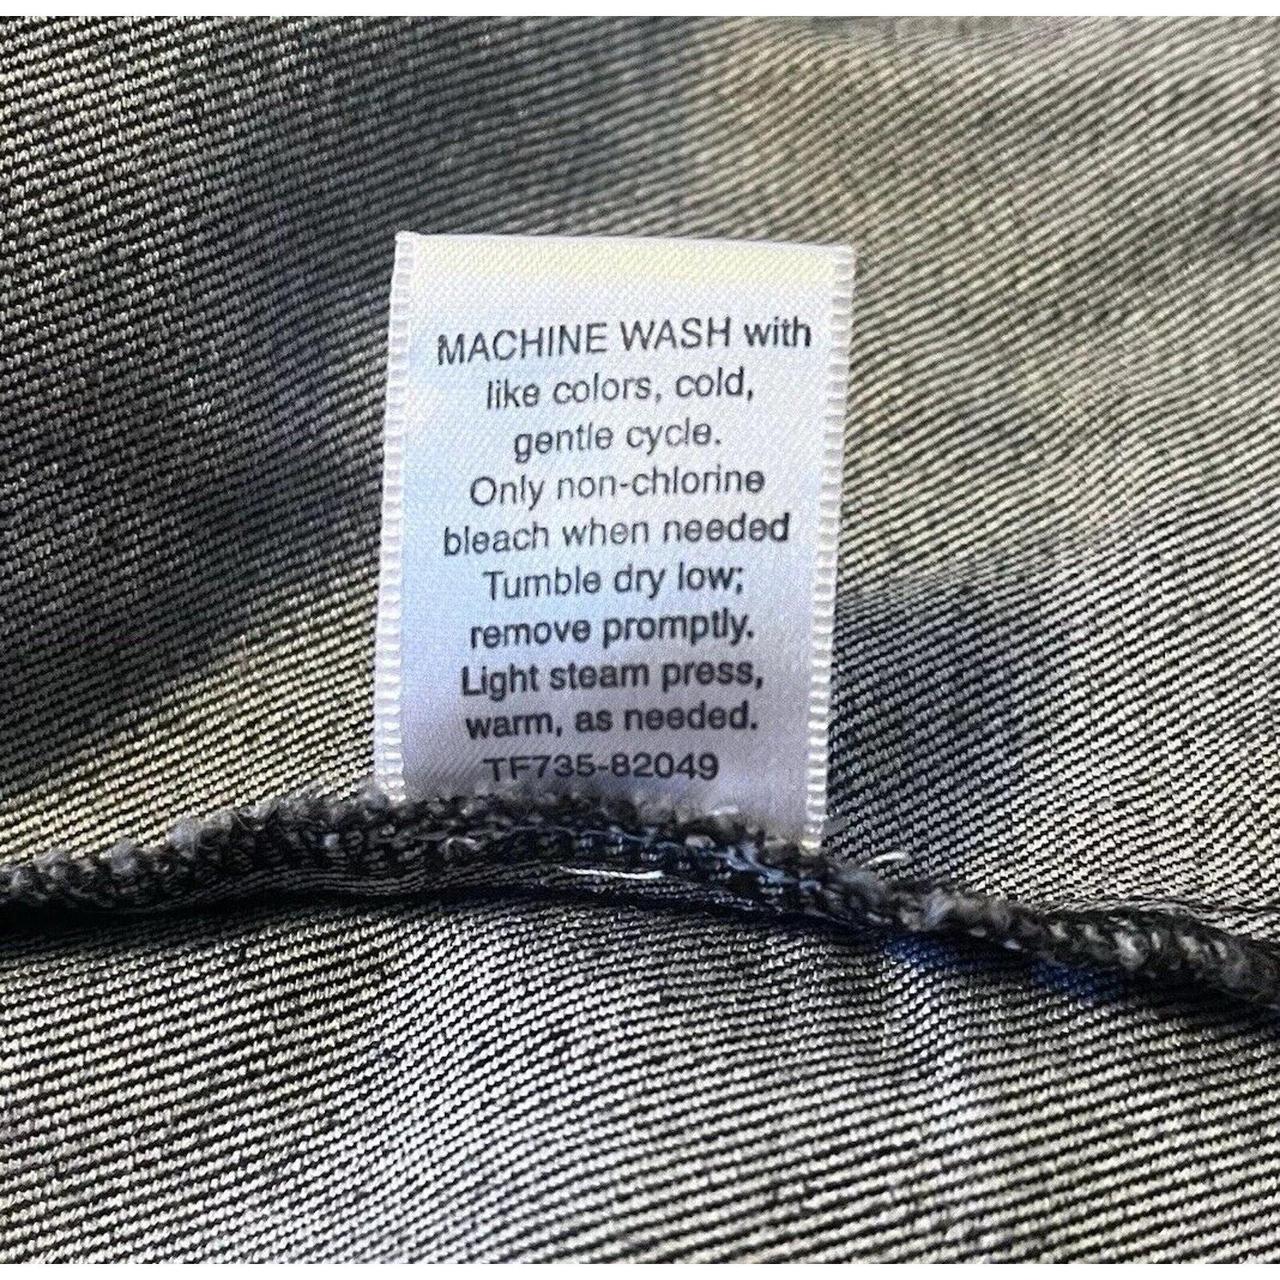 MACHINE WASH with
like colors, cold,
gentle cycle.
Only non-chlorine
bleach when needed
Tumble dry low;
remove promptly.
Light steam press,
warm, as needed.
TF735-82049